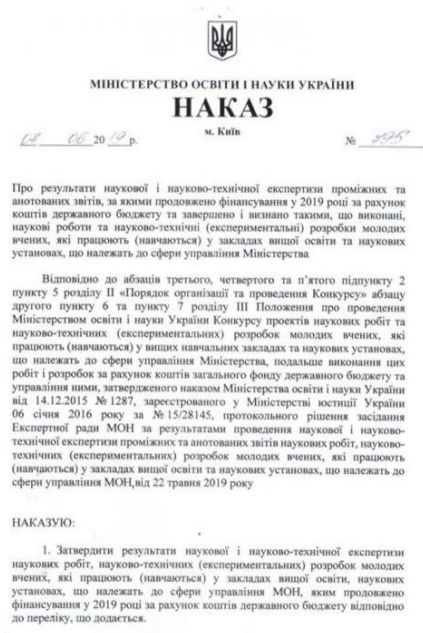 МІНІСТЕРСТВО ОСВІТИ І НАУКИ УКРАЇНИ
НАКАЗ
м. Київ
07 06 2019 р. № 795
Про результати наукової і науково-технічної експертизи проміжних та
анотованих звітів, за якими продовжено фінансування у 2019 році за рахунок
коштів державного бюджету та завершено і визнано такими, що виконані,
наукові роботи та науково-технічні (експериментальні) розробки молодих
вчених, які працюють (навчаються) у закладах вищої освіти та наукових
установах, що належать до сфери управління Міністерства
Відповідно до абзаців третього, четвертого та п’ятого підпункту 2
пункту 5 розділу ІІ «Порядок організації та проведення Конкурсу» абзацу
другого пункту 6 та пункту 7 розділу ІІІ Положення про проведення
Міністерством освіти і науки України Конкурсу проектів наукових робіт та
науково-технічних (експериментальних) розробок молодих вчених, які
працюють (навчаються) у вищих навчальних закладах та наукових установах,
що належать до сфери управління Міністерства, подальше виконання цих
робіт і розробок за рахунок коштів загального фонду державного бюджету та
управління ними, затвердженого наказом Міністерства освіти і науки України
від 14.12.2015 № 1287, зареєстрованого у Міністерстві юстиції України
06 січня 2016 року за № 15/28145, протокольного рішення засідання
Експертної ради МОН за результатами проведення наукової і науково-
технічної експертизи проміжних та анотованих звітів наукових робіт, науково-
технічних (експериментальних) розробок молодих вчених, які працюють
(навчаються) у закладах вищої освіти та наукових установах, що належать до
сфери управління МОН, від 22 травня 2019 року
НАКАЗУЮ:
1. Затвердити результати наукової і науково-технічної експертизи
наукових робіт, науково-технічних (експериментальних) розробок молодих
вчених, які працюють (навчаються) у закладах вищої освіти, наукових
установах, що належать до сфери управління МОН, яким продовжено
фінансування у 2019 році за рахунок коштів державного бюджету відповідно
до переліку, що додається.